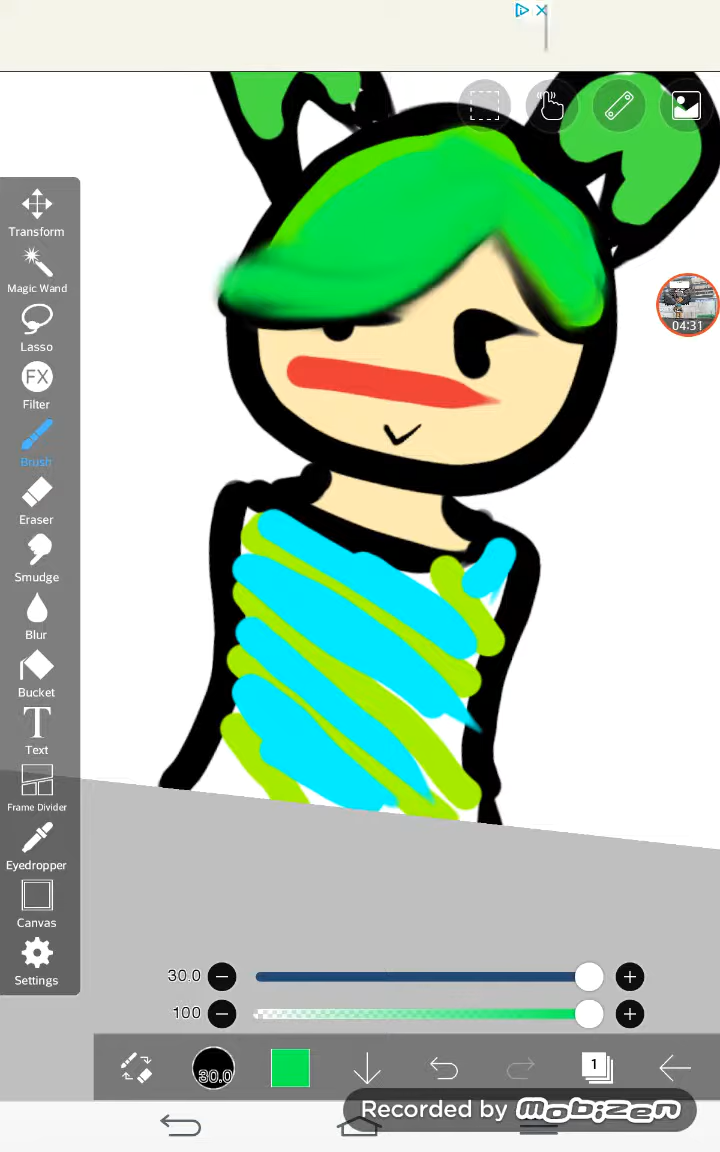 Transform
Magic Wand
04:31
Lasso
FX
Filter
Brush
Eraser
Smudge
Blur
Bucket
T
Text
Frame Divider
Eyedropper
Canvas
Settings
30.0
100
30.0
1
Recorded by mobizen